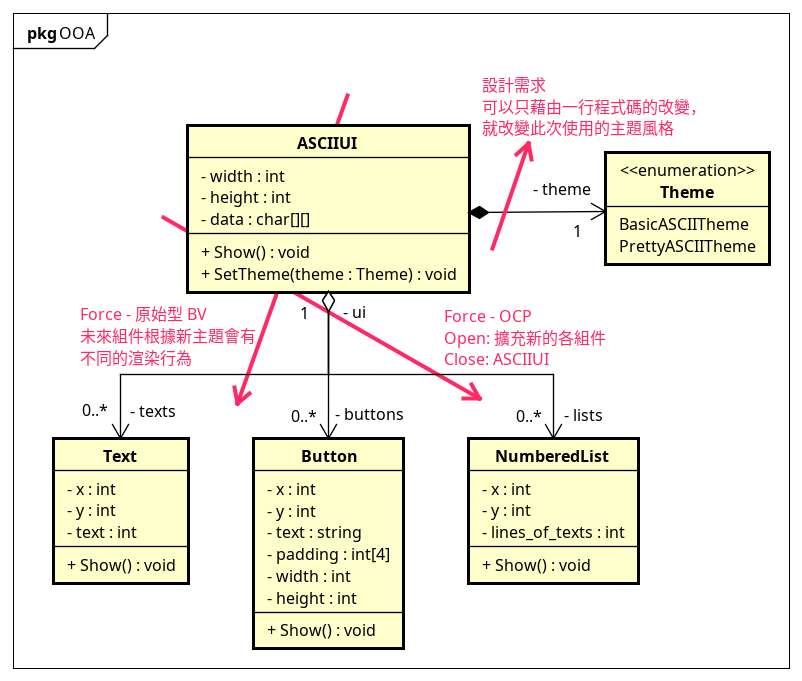 pkg OOA
設計需求
可以只藉由一行程式碼的改變，
就改變此次使用的主題風格
ASCIIUI
- width : int
- height : int
- data : char[][]
+ Show() : void
+ SetTheme(theme : Theme) : void
- theme
1
<<enumeration>>
Theme
BasicASCIITheme
PrettyASCIITheme
Force - 原始型 BV
未來組件根據新主題會有
不同的渲染行為
1
- ui
Force - OCP
Open: 擴充新的各組件
Close: ASCIIUI
0..*
- texts
0..*
- buttons
0..*
- lists
Text
- x : int
- y : int
- text : int
+ Show() : void
Button
- x : int
- y : int
- text : string
- padding : int[4]
- width : int
- height : int
+ Show() : void
NumberedList
- x : int
- y : int
- lines_of_texts : int
+ Show() : void